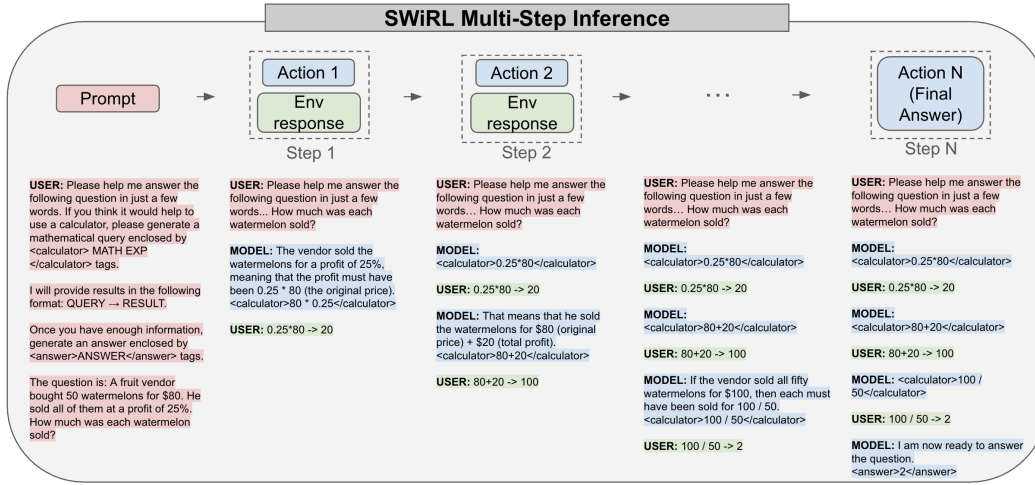 SWiRL Multi-Step Inference
Prompt
Action 1
Env
response
Step 1
Action 2
Env
response
Step 2
...
Action N
(Final
Answer)
Step N
USER: Please help me answer the
following question in just a few
words. If you think it would help to
use a calculator, please generate a
mathematical query enclosed by
<calculator> MATH EXP
</calculator> tags.
I will provide results in the following
format: QUERY → RESULT.
Once you have enough information,
generate an answer enclosed by
<answer>ANSWER</answer> tags.
The question is: A fruit vendor
bought 50 watermelons for $80. He
sold all of them at a profit of 25%.
How much was each watermelon
sold?
USER: Please help me answer the
following question in just a few
words... How much was each
watermelon sold?
MODEL: The vendor sold the
watermelons for a profit of 25%,
meaning that the profit must have
been 0.25 * 80 (the original price).
<calculator>80 * 0.25</calculator>
USER: 0.25*80 -> 20
USER: Please help me answer the
following question in just a few
words… How much was each
watermelon sold?
MODEL:
<calculator>0.25*80</calculator>
USER: 0.25*80 -> 20
MODEL: That means that he sold
the watermelons for $80 (original
price) + $20 (total profit).
<calculator>80+20</calculator>
USER: 80+20 -> 100
USER: Please help me answer the
following question in just a few
words… How much was each
watermelon sold?
MODEL:
<calculator>0.25*80</calculator>
USER: 0.25*80 -> 20
MODEL:
<calculator>80+20</calculator>
USER: 80+20 -> 100
MODEL: If the vendor sold all fifty
watermelons for $100, then each must
have been sold for 100 / 50.
<calculator>100 / 50</calculator>
USER: 100 / 50 -> 2
USER: Please help me answer the
following question in just a few
words… How much was each
watermelon sold?
MODEL:
<calculator>0.25*80</calculator>
USER: 0.25*80 -> 20
MODEL:
<calculator>80+20</calculator>
USER: 80+20 -> 100
MODEL: <calculator>100 /
50</calculator>
USER: 100 / 50 -> 2
MODEL: I am now ready to answer
the question.
<answer>2</answer>